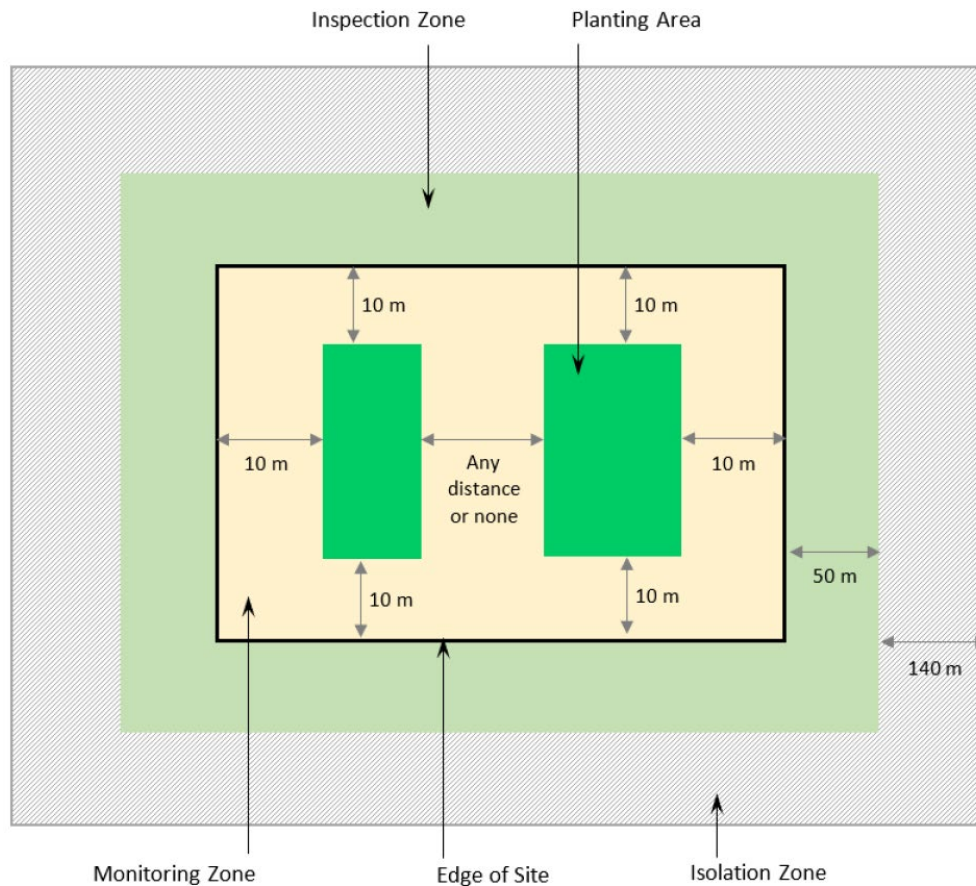 Inspection Zone
Planting Area
10 m
10 m
10 m
Any
distance
or none
10 m
10 m
10 m
50 m
140 m
Monitoring Zone
Edge of Site
Isolation Zone